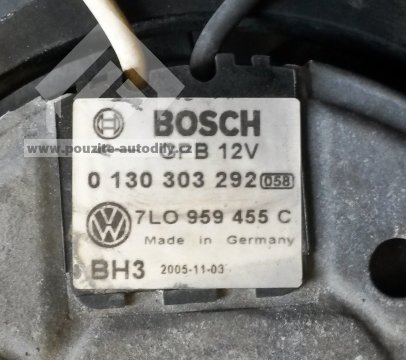 BOSCH
www.pouzite-autodily.cz
GPB 12V
0 130 303 292 058
7L0 959 455 C
Made in Germany
BH3 2005-11-03